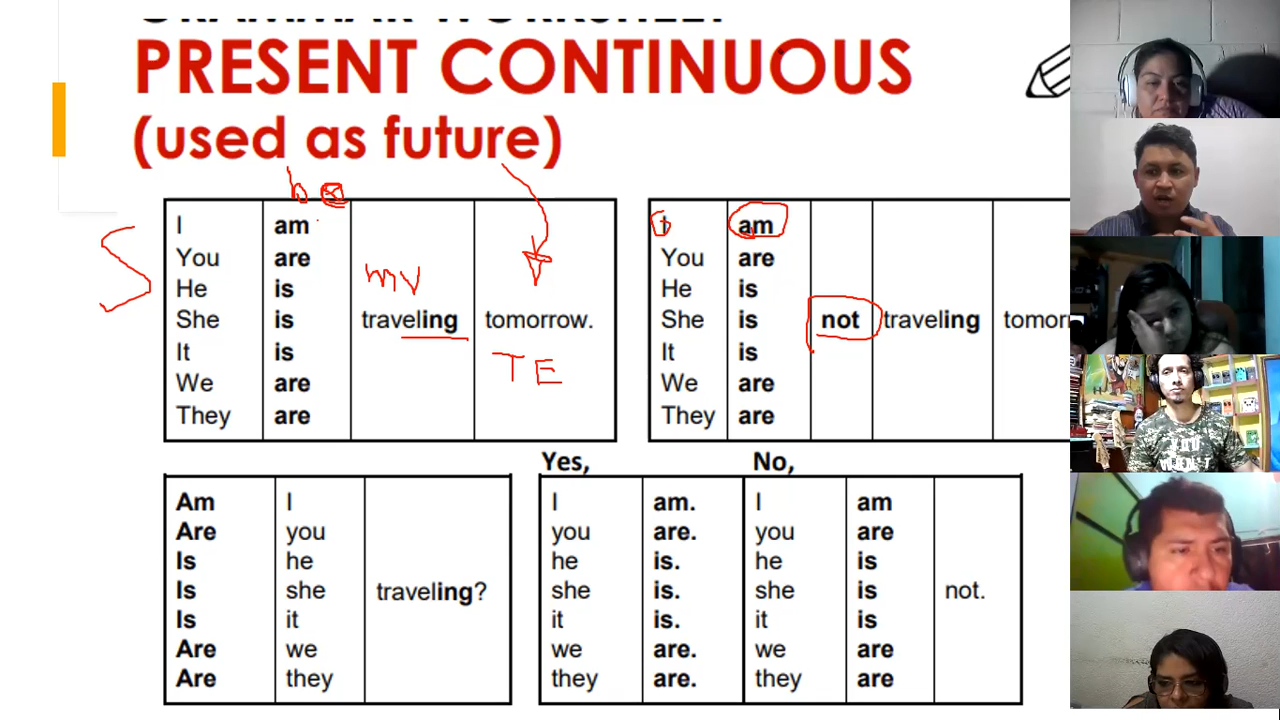 PRESENT CONTINUOUS
(used as future)
be
I am
You are
He is
She is traveling tomorrow.
It is
We are
They are
S
mv
TE
I am
You are
He is
She is not traveling
It is
We are
They are
Am I
Are you
Is he
Is she traveling?
Is it
Are we
Are they
Yes, No,
I am. I am
you are. you are
he is. he is
she is. she is not.
it is. it is
we are. we are
they are. they are